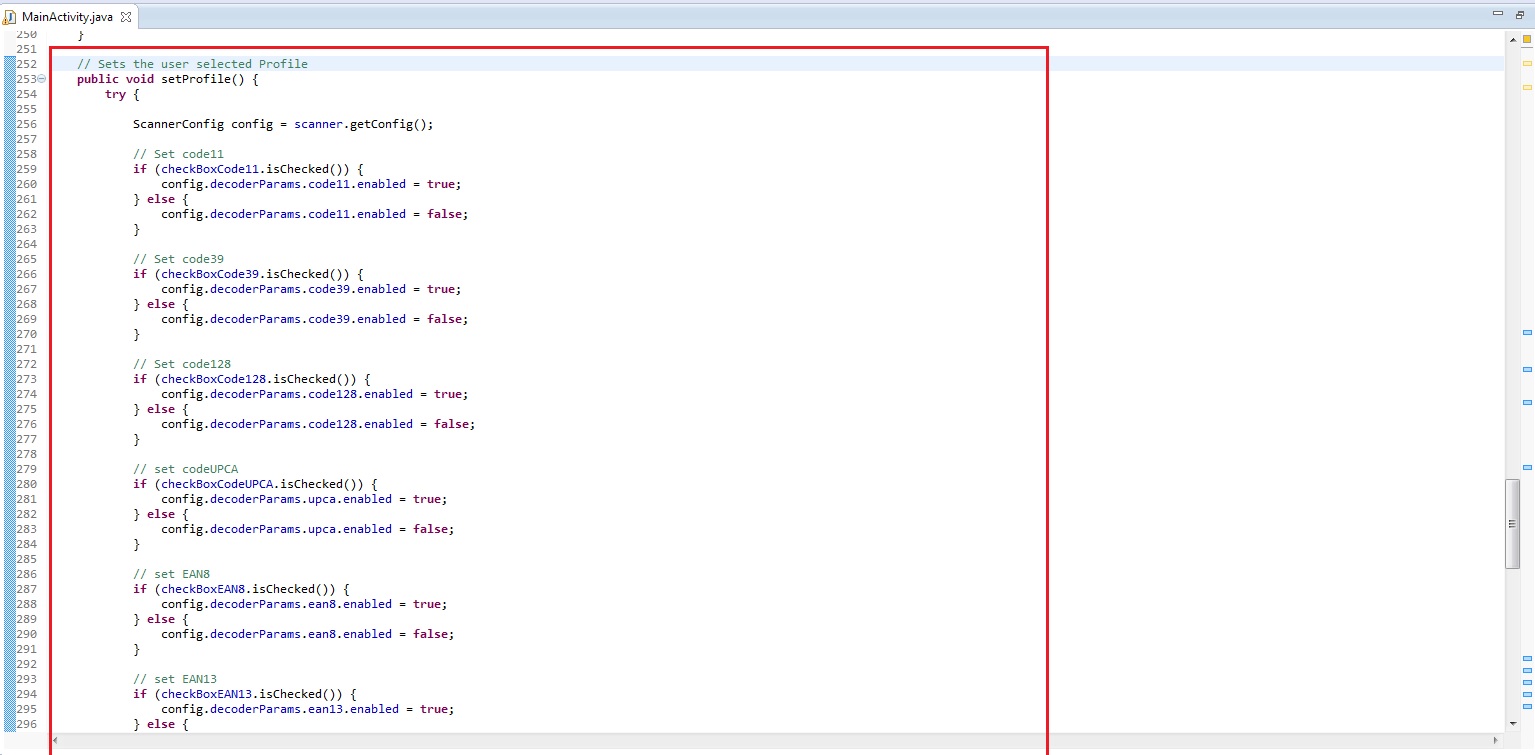 MainActivity.java
250 }
251
252 // Sets the user selected Profile
253 public void setProfile() {
254 try {
255
256 ScannerConfig config = scanner.getConfig();
257
258 // Set code11
259 if (checkBoxCode11.isChecked()) {
260 config.decoderParams.code11.enabled = true;
261 } else {
262 config.decoderParams.code11.enabled = false;
263 }
264
265 // Set code39
266 if (checkBoxCode39.isChecked()) {
267 config.decoderParams.code39.enabled = true;
268 } else {
269 config.decoderParams.code39.enabled = false;
270 }
271
272 // Set code128
273 if (checkBoxCode128.isChecked()) {
274 config.decoderParams.code128.enabled = true;
275 } else {
276 config.decoderParams.code128.enabled = false;
277 }
278
279 // set codeUPCA
280 if (checkBoxCodeUPCA.isChecked()) {
281 config.decoderParams.upca.enabled = true;
282 } else {
283 config.decoderParams.upca.enabled = false;
284 }
285
286 // set EAN8
287 if (checkBoxEAN8.isChecked()) {
288 config.decoderParams.ean8.enabled = true;
289 } else {
290 config.decoderParams.ean8.enabled = false;
291 }
292
293 // set EAN13
294 if (checkBoxEAN13.isChecked()) {
295 config.decoderParams.ean13.enabled = true;
296 } else {